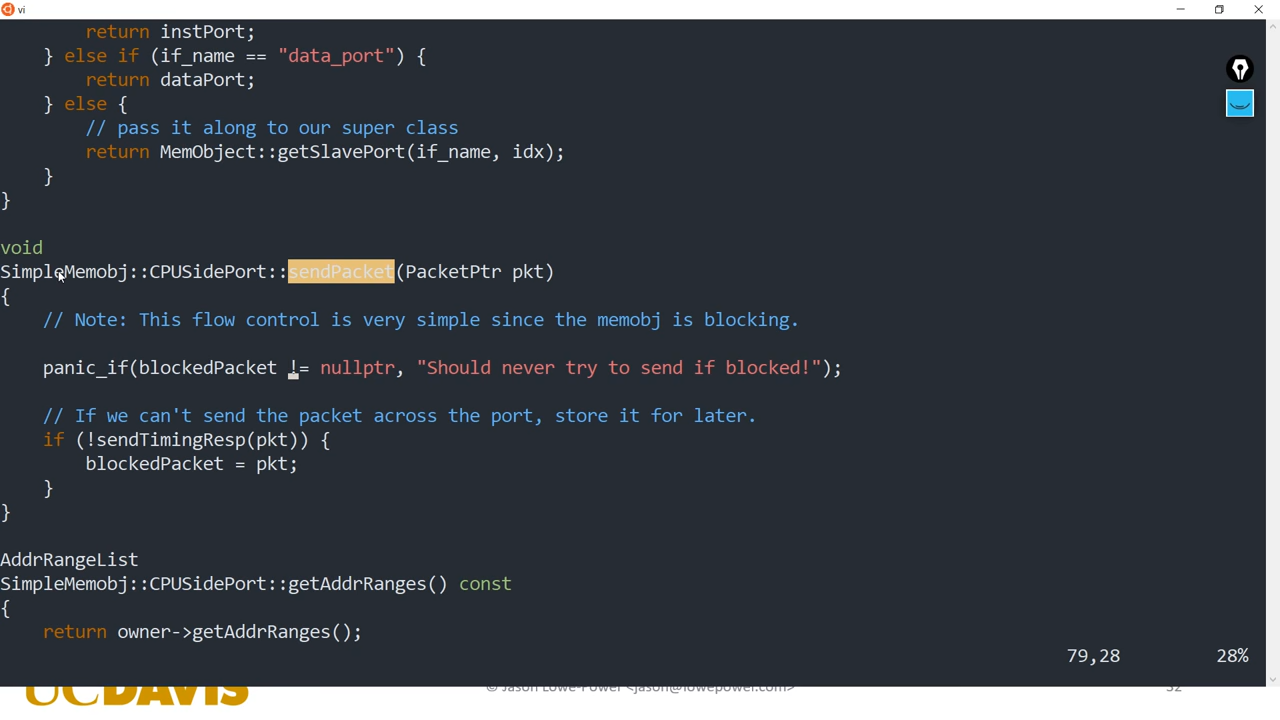 vi
return instPort;
} else if (if_name == "data_port") {
return dataPort;
} else {
// pass it along to our super class
return MemObject::getSlavePort(if_name, idx);
}
}
void
SimpleMemobj::CPUSidePort::sendPacket(PacketPtr pkt)
{
// Note: This flow control is very simple since the memobj is blocking.
panic_if(blockedPacket != nullptr, "Should never try to send if blocked!");
// If we can't send the packet across the port, store it for later.
if (!sendTimingResp(pkt)) {
blockedPacket = pkt;
}
}
AddrRangeList
SimpleMemobj::CPUSidePort::getAddrRanges() const
{
return owner->getAddrRanges();
79,28 28%
UCDAVIS
© Jason Lowe-Power <jason@lowepower.com>
32